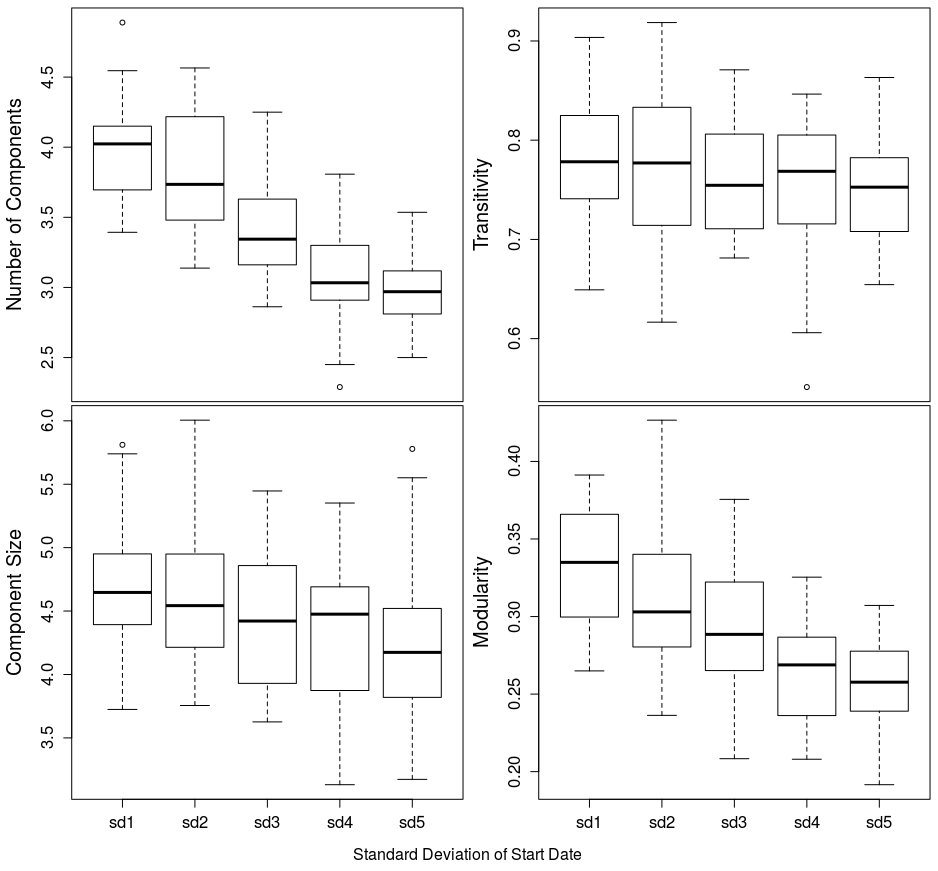 Number of Components
4.5
4.0
3.5
3.0
2.5
Transitivity
0.9
0.8
0.7
0.6
Component Size
6.0
5.5
5.0
4.5
4.0
3.5
sd1 sd2 sd3 sd4 sd5
Modularity
0.40
0.35
0.30
0.25
0.20
sd1 sd2 sd3 sd4 sd5
Standard Deviation of Start Date